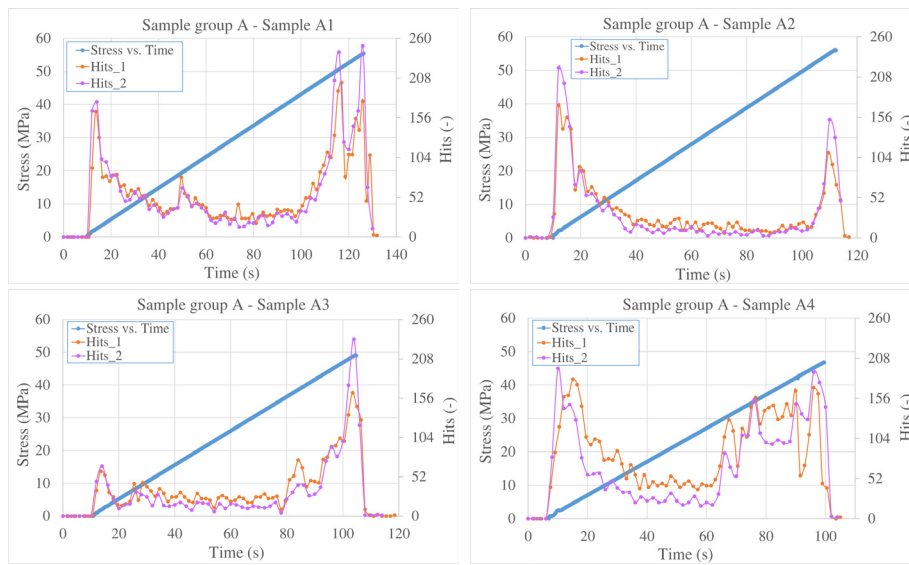 Sample group A - Sample A1
60
50
40
30
20
10
0
Stress (MPa)
Stress vs. Time
Hits_1
Hits_2
260
208
156
104
52
0
Hits (-)
0 20 40 60 80 100 120 140
Time (s)
Sample group A - Sample A2
60
50
40
30
20
10
0
Stress (MPa)
Stress vs. Time
Hits_1
Hits_2
260
208
156
104
52
0
Hits (-)
0 20 40 60 80 100 120
Time (s)
Sample group A - Sample A3
60
50
40
30
20
10
0
Stress (MPa)
Stress vs. Time
Hits_1
Hits_2
260
208
156
104
52
0
Hits (-)
0 20 40 60 80 100 120
Time (s)
Sample group A - Sample A4
60
50
40
30
20
10
0
Stress (MPa)
Stress vs. Time
Hits_1
Hits_2
260
208
156
104
52
0
Hits (-)
0 20 40 60 80 100
Time (s)